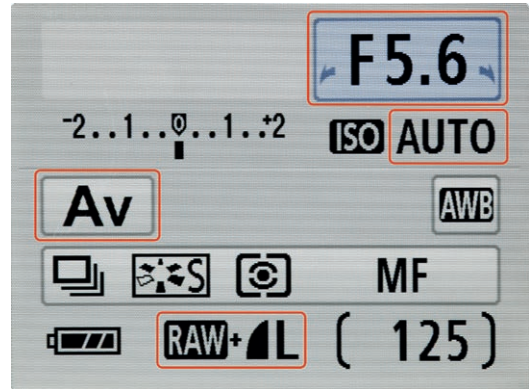 F5.6
-2..1..0..1..+2 ISO AUTO
Av AWB
S MF
RAW+L [ 125]